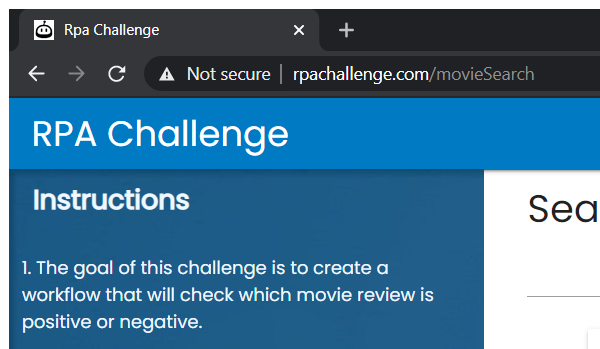 Rpa Challenge
Not secure | rpachallenge.com/movieSearch
RPA Challenge
Instructions
Sea
1. The goal of this challenge is to create a
workflow that will check which movie review is
positive or negative.